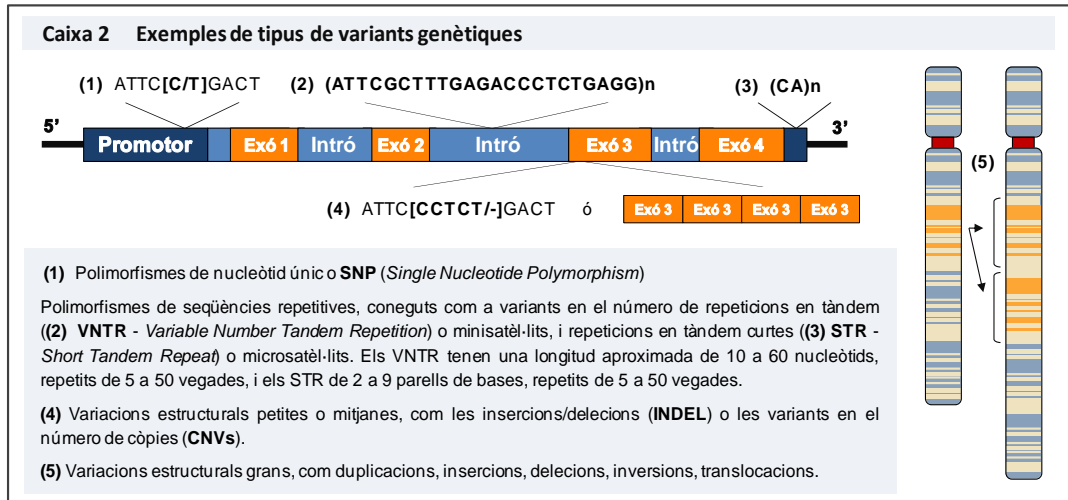 Caixa 2 Exemples de tipus de variants genètiques
(1) ATTC[C/T]GACT
(2) (ATTCGCTTTGAGACCCTCTGAGG)n
(3) (CA)n
5’
Promotor
Exó 1
Intró
Exó 2
Intró
Exó 3
Intró
Exó 4
3’
(4) ATTC[CCTCT/-]GACT ó
Exó 3 Exó 3 Exó 3 Exó 3
(5)
(1) Polimorfismes de nucleòtid únic o SNP (Single Nucleotide Polymorphism)
Polimorfismes de seqüències repetitives, coneguts com a variants en el número de repeticions en tàndem
((2) VNTR - Variable Number Tandem Repetition) o minisatèl·lits, i repeticions en tàndem curtes ((3) STR -
Short Tandem Repeat) o microsatèl·lits. Els VNTR tenen una longitud aproximada de 10 a 60 nucleòtids,
repetits de 5 a 50 vegades, i els STR de 2 a 9 parells de bases, repetits de 5 a 50 vegades.
(4) Variacions estructurals petites o mitjanes, com les insercions/delecions (INDEL) o les variants en el
número de còpies (CNVs).
(5) Variacions estructurals grans, com duplicacions, insercions, delecions, inversions, translocacions.